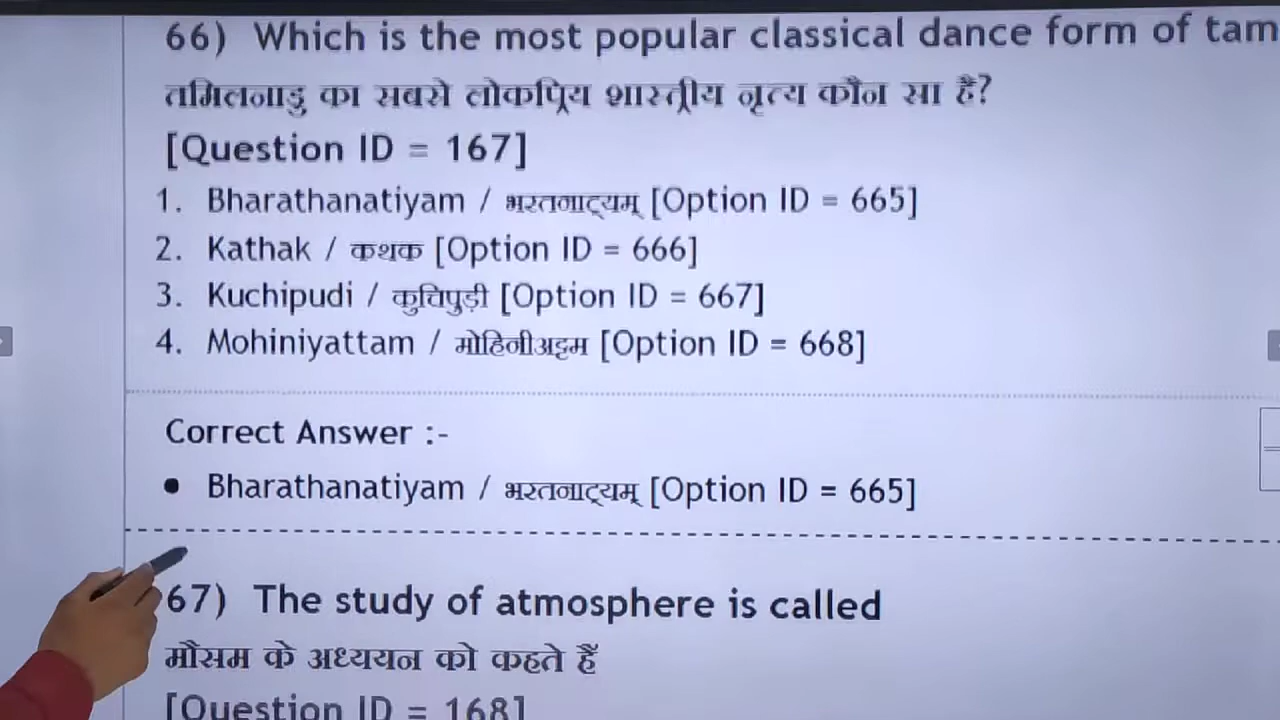 66) Which is the most popular classical dance form of tam
तमिलनाडु का सबसे लोकप्रिय शास्त्रीय नृत्य कौन सा है?
[Question ID = 167]
1. Bharathanatiyam / भरतनाट्यम् [Option ID = 665]
2. Kathak / कथक [Option ID = 666]
3. Kuchipudi / कुचिपुड़ी [Option ID = 667]
4. Mohiniyattam / मोहिनीअट्टम [Option ID = 668]
Correct Answer :-
• Bharathanatiyam / भरतनाट्यम् [Option ID = 665]
67) The study of atmosphere is called
मौसम के अध्ययन को कहते हैं
[Question ID = 168]